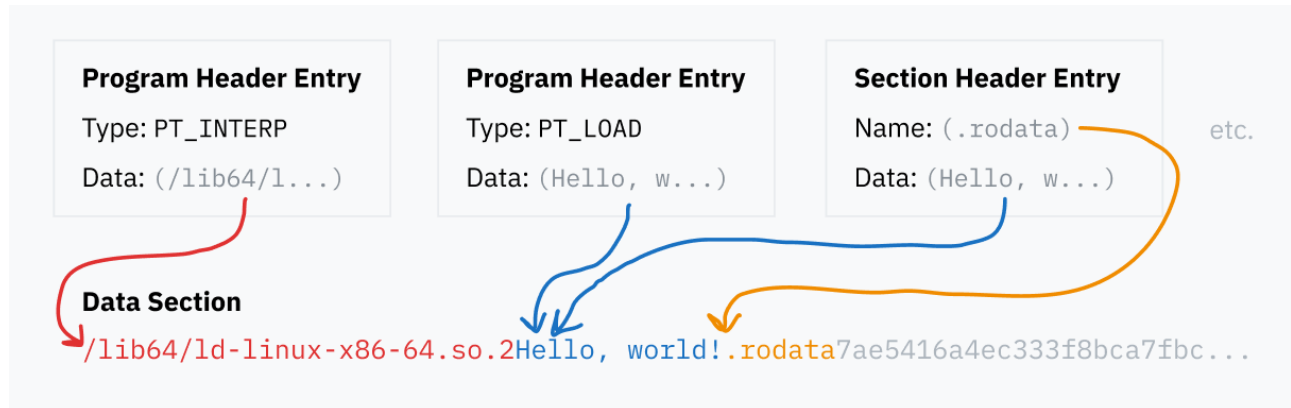 Program Header Entry
Type: PT_INTERP
Data: (/lib64/l...)
Program Header Entry
Type: PT_LOAD
Data: (Hello, w...)
Section Header Entry
Name: (.rodata)
Data: (Hello, w...)
etc.
Data Section
/lib64/ld-linux-x86-64.so.2Hello, world!.rodata7ae5416a4ec333f8bca7fbc...